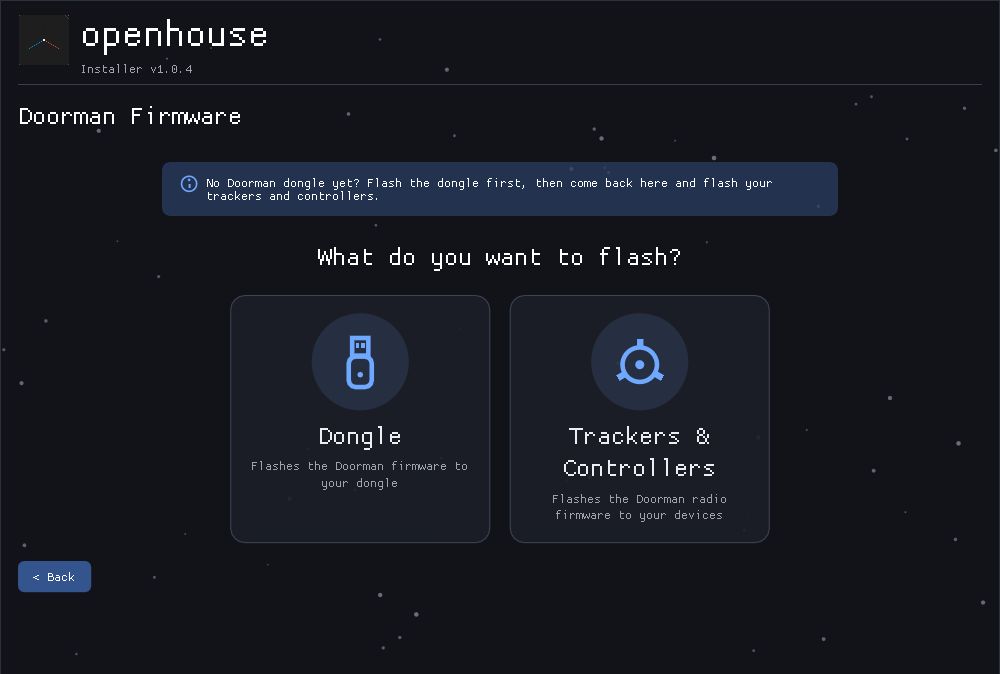 openhouse
Installer v1.0.4
Doorman Firmware
No Doorman dongle yet? Flash the dongle first, then come back here and flash your
trackers and controllers.
What do you want to flash?
Dongle
Flashes the Doorman firmware to
your dongle
Trackers &
Controllers
Flashes the Doorman radio
firmware to your devices
< Back